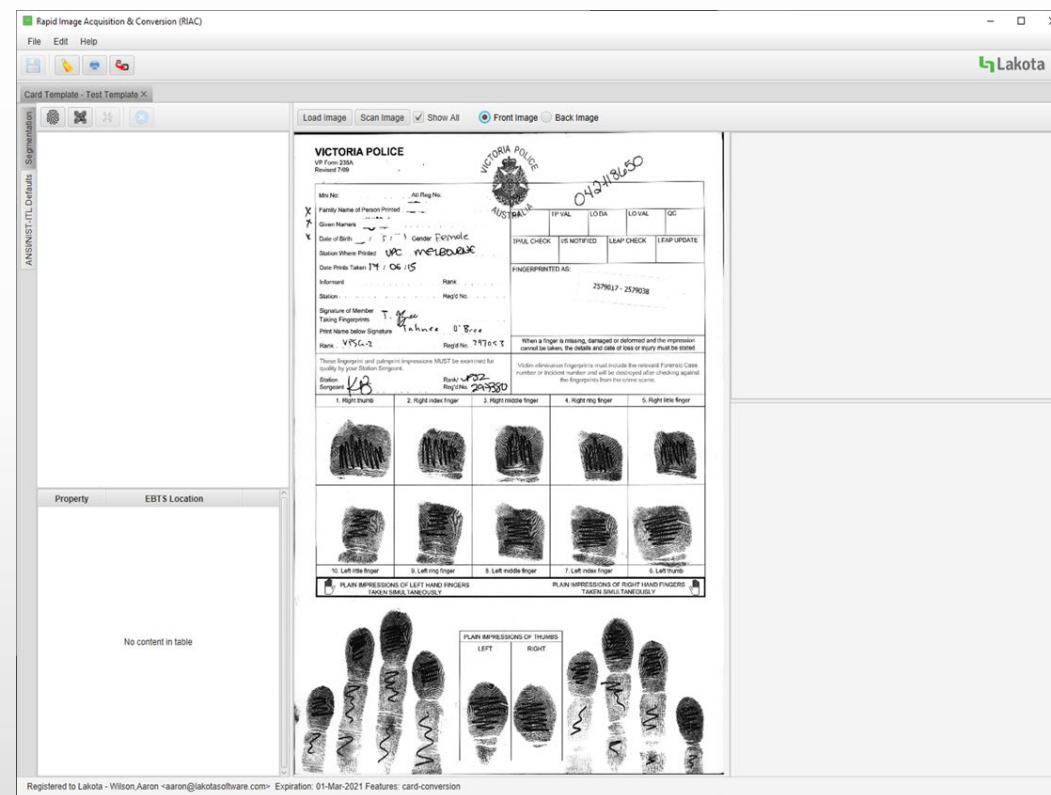 Rapid Image Acquisition & Conversion (RIAC)
File Edit Help
Lakota
Card Template - Test Template
Segmentation
ANSI/NIST-ITL Defaults
Load Image Scan Image Show All Front Image Back Image
Property EBTS Location
No content in table
VICTORIA POLICE
VP Form 238A
Revised 7/09
VICTORIA POLICE
AUSTRALIA
042418650
Mni No: Ali Reg No:
Family Name of Person Printed
Given Names
Date of Birth Gender Female
Station Where Printed UPC MELBOURNE
Date Prints Taken 17/06/15
Informant Rank
Station Reg'd No.
Signature of Member
Taking Fingerprints
Print Name below Signature
Rank Reg'd No. 797053
TP VAL LO DA LO VAL QC
TP/UL CHECK I/S NOTIFIED LEAP CHECK LEAP UPDATE
FINGERPRINTED AS:
2579017 - 2579038
When a finger is missing, damaged or deformed and the impression
cannot be taken, the details and date of loss or injury must be stated
These fingerprint and palmprint impressions MUST be examined for
quality by your Station Sergeant.
Station
Sergeant KB
Rank/
Reg'd No.
Victim elimination fingerprints must include the relevant Forensic Case
number or Incident number and will be destroyed after checking against
the fingerprints from the crime scene.
1. Right thumb 2. Right index finger 3. Right middle finger 4. Right ring finger 5. Right little finger
10. Left little finger 9. Left ring finger 8. Left middle finger 7. Left index finger 6. Left thumb
PLAIN IMPRESSIONS OF LEFT HAND FINGERS
TAKEN SIMULTANEOUSLY
PLAIN IMPRESSIONS OF RIGHT HAND FINGERS
TAKEN SIMULTANEOUSLY
PLAIN IMPRESSIONS OF THUMBS
LEFT RIGHT
Registered to Lakota - Wilson,Aaron <aaron@lakotasoftware.com> Expiration: 01-Mar-2021 Features: card-conversion